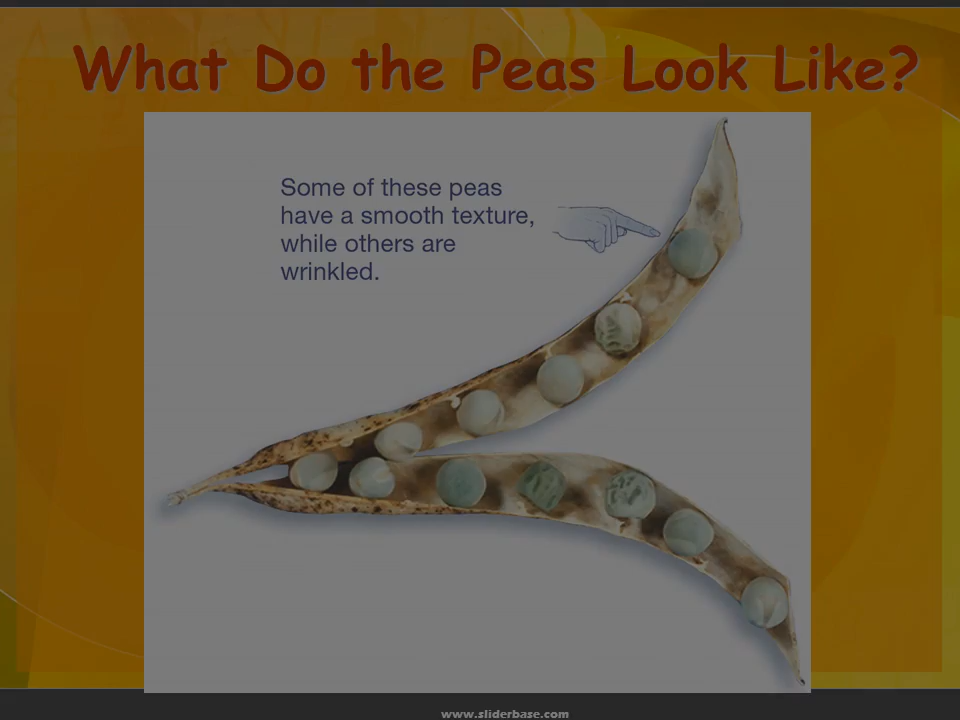 What Do the Peas Look Like?
Some of these peas
have a smooth texture,
while others are
wrinkled.
www.sliderbase.com